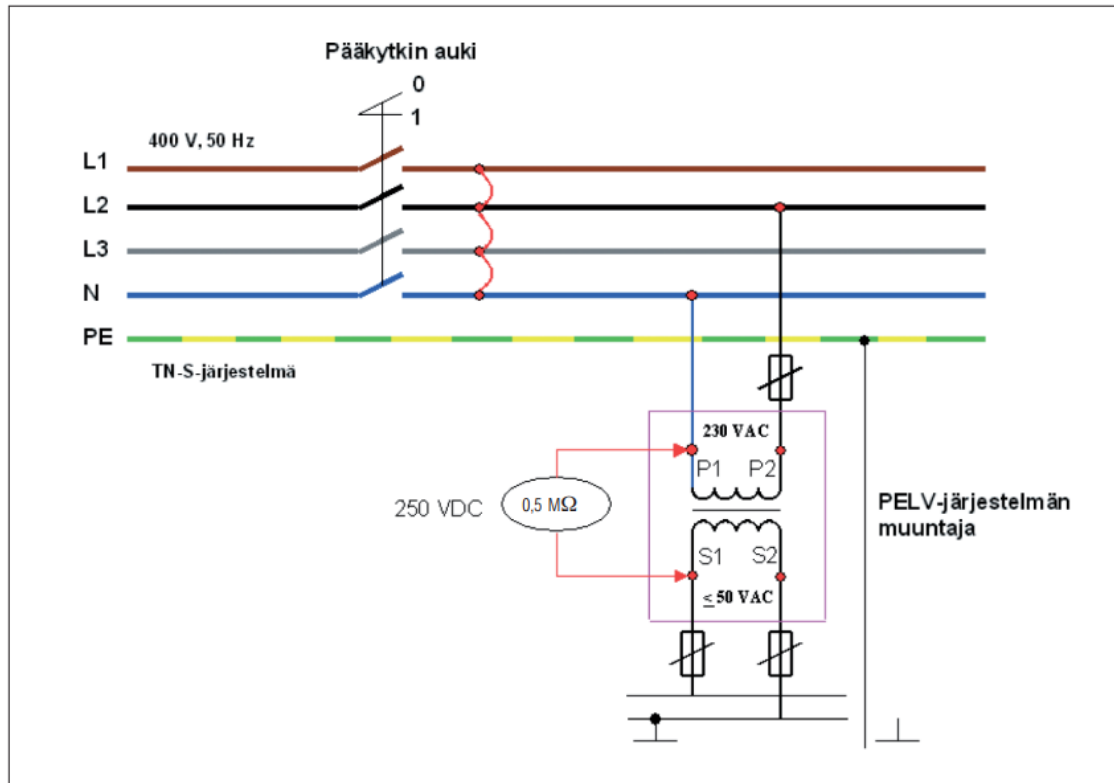 Pääkytkin auki
0
1
400 V, 50 Hz
L1
L2
L3
N
PE
TN-S-järjestelmä
230 VAC
P1 P2
250 VDC
0,5 MΩ
PELV-järjestelmän
muuntaja
S1 S2
≤ 50 VAC